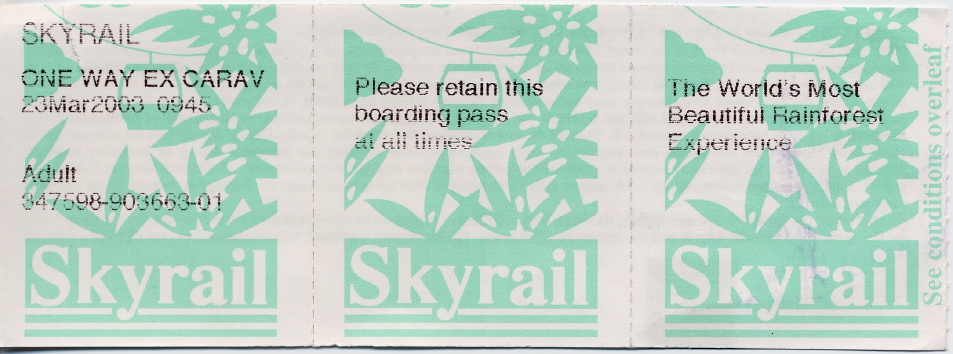 SKYRAIL
ONE WAY EX CARAV
23Mar2003 0945
Adult
347598-903663-01
Skyrail
Please retain this
boarding pass
at all times
Skyrail
The World's Most
Beautiful Rainforest
Experience
Skyrail
See conditions overleaf